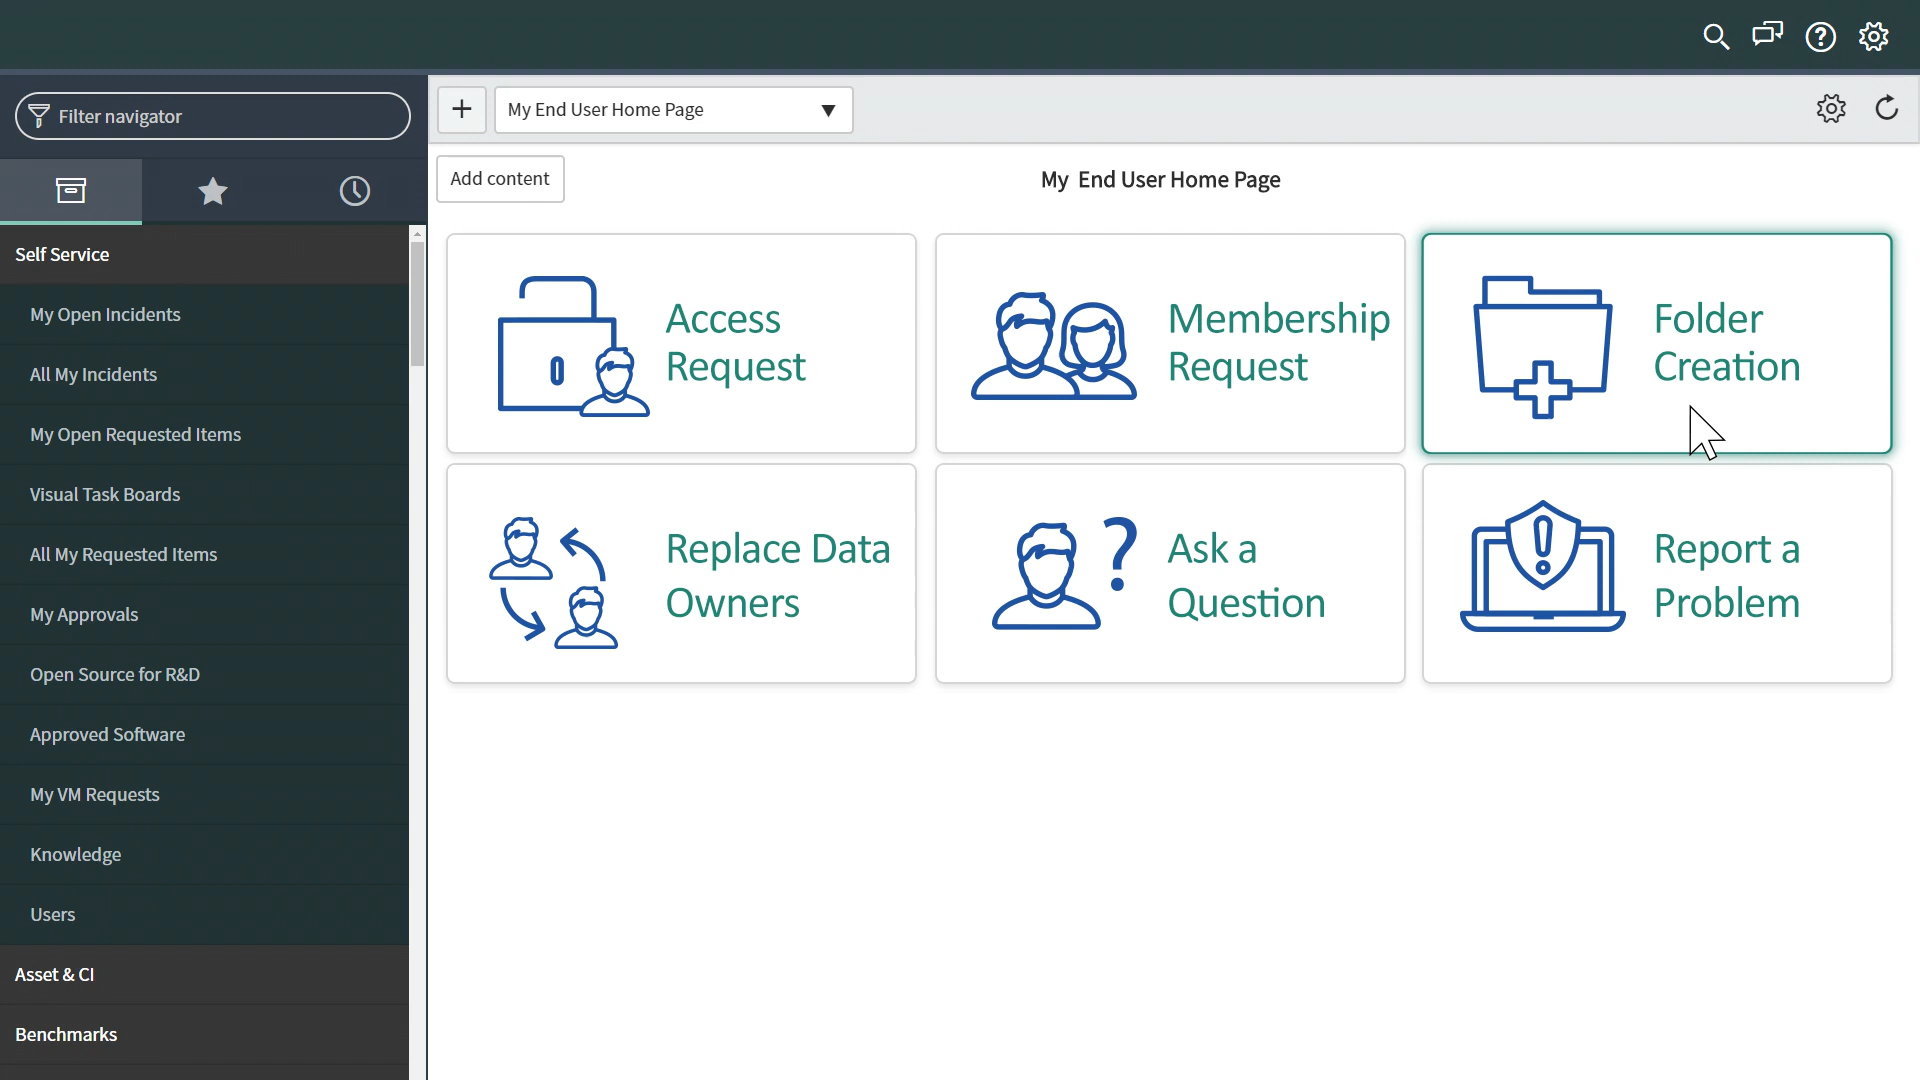 Filter navigator
My End User Home Page
Add content
My End User Home Page
Self Service
My Open Incidents
All My Incidents
My Open Requested Items
Visual Task Boards
All My Requested Items
My Approvals
Open Source for R&D
Approved Software
My VM Requests
Knowledge
Users
Asset & CI
Benchmarks
Access
Request
Membership
Request
Folder
Creation
Replace Data
Owners
Ask a
Question
Report a
Problem